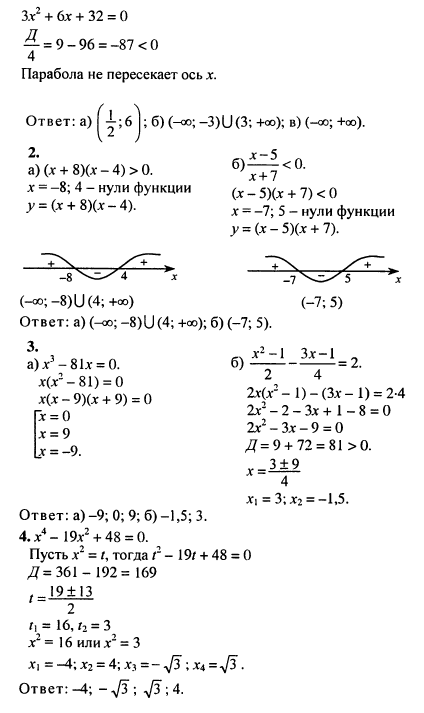 3x² + 6x + 32 = 0
Д/4 = 9 – 96 = –87 < 0
Парабола не пересекает ось x.
Ответ: а) (1/2; 6); б) (–∞; –3)∪(3; +∞); в) (–∞; +∞).
2.
а) (x + 8)(x – 4) > 0.
x = –8; 4 – нули функции
y = (x + 8)(x – 4).
+ – +
–8 4 x
(–∞; –8)∪(4; +∞)
б) (x – 5)/(x + 7) < 0.
(x – 5)(x + 7) < 0
x = –7; 5 – нули функции
y = (x – 5)(x + 7).
+ – +
–7 5 x
(–7; 5)
Ответ: а) (–∞; –8)∪(4; +∞); б) (–7; 5).
3.
а) x³ – 81x = 0.
x(x² – 81) = 0
x(x – 9)(x + 9) = 0
[x = 0
x = 9
x = –9.
б) (x² – 1)/2 – (3x – 1)/4 = 2.
2x(x² – 1) – (3x – 1) = 2·4
2x² – 2 – 3x + 1 – 8 = 0
2x² – 3x – 9 = 0
Д = 9 + 72 = 81 > 0.
x = (3 ± 9)/4
x₁ = 3; x₂ = –1,5.
Ответ: а) –9; 0; 9; б) –1,5; 3.
4. x⁴ – 19x² + 48 = 0.
Пусть x² = t, тогда t² – 19t + 48 = 0
Д = 361 – 192 = 169
t = (19 ± 13)/2
t₁ = 16, t₂ = 3
x² = 16 или x² = 3
x₁ = –4; x₂ = 4; x₃ = –√3 ; x₄ = √3 .
Ответ: –4; –√3 ; √3 ; 4.